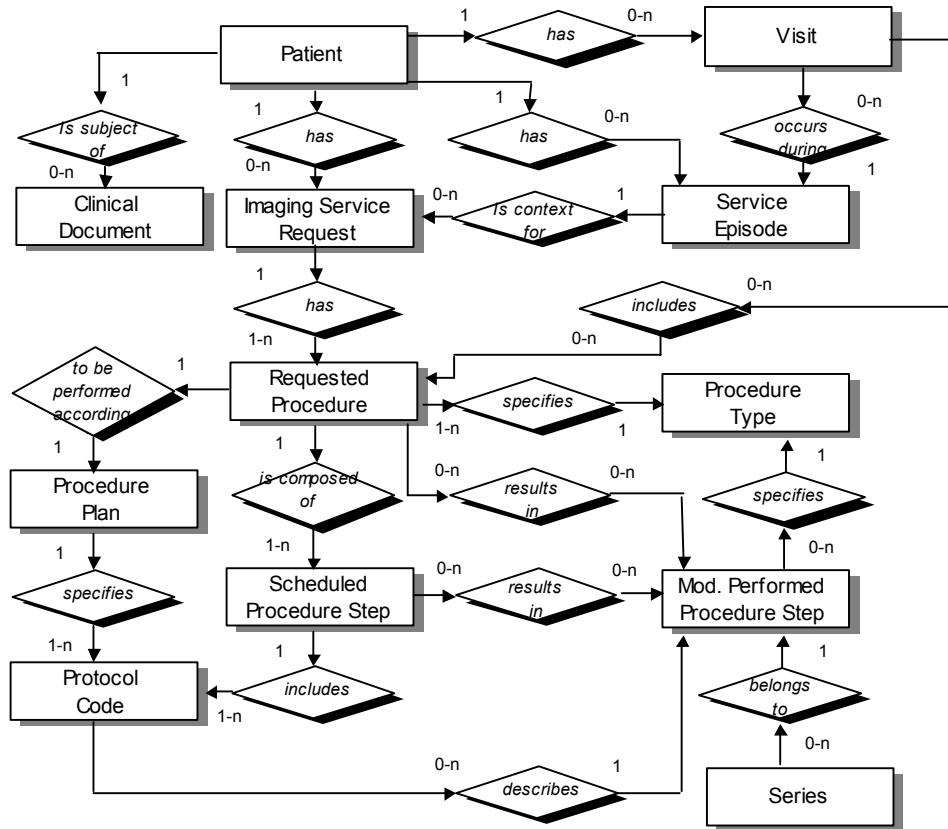 1
has
0-n
Visit
Patient
1
Is subject
of
0-n
Clinical
Document
1
has
0-n
Imaging Service
Request
1
has
0-n
0-n
occurs
during
1
Service
Episode
1
Is context
for
0-n
1
has
1-n
0-n
includes
0-n
Requested
Procedure
1
to be
performed
according
1
Procedure
Plan
1
specifies
1-n
Protocol
Code
1-n
specifies
1
Procedure
Type
1
is composed
of
1-n
0-n
results
in
0-n
1
specifies
0-n
Scheduled
Procedure Step
0-n
results
in
0-n
Mod. Performed
Procedure Step
1
includes
1-n
1
belongs
to
0-n
Series
0-n
describes
1